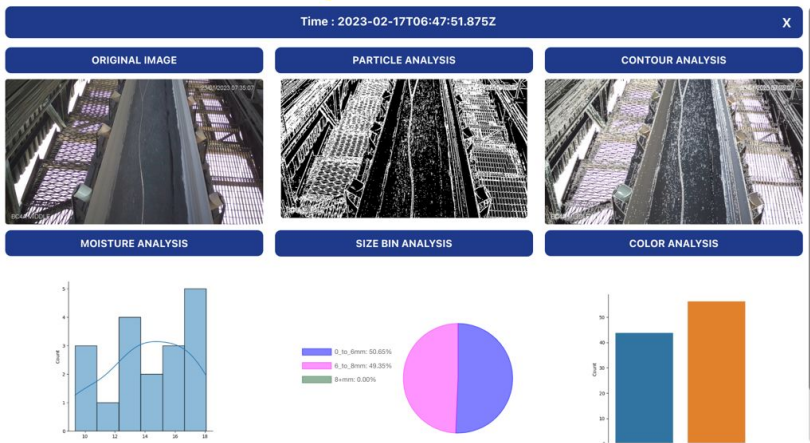 Time : 2023-02-17T06:47:51.875Z
X
ORIGINAL IMAGE
PARTICLE ANALYSIS
CONTOUR ANALYSIS
MOISTURE ANALYSIS
SIZE BIN ANALYSIS
COLOR ANALYSIS
5
4
3
2
1
0
Count
10 12 14 16 18
0_to_6mm: 50.65%
6_to_8mm: 49.35%
8+mm: 0.00%
50
40
30
20
10
0
Count